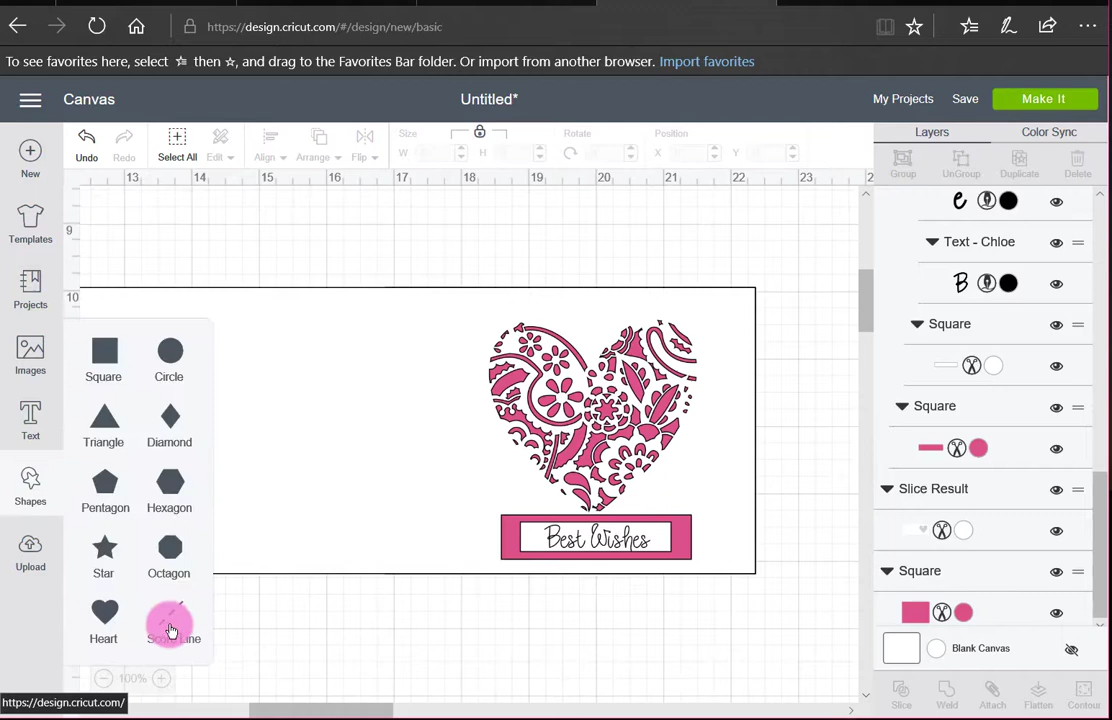 https://design.cricut.com/#/design/new/basic
To see favorites here, select then, and drag to the Favorites Bar folder. Or import from another browser. Import favorites
Canvas
Untitled*
My Projects
Save
Make It
New
Templates
Projects
Images
Text
Shapes
Upload
Undo
Redo
Select All
Edit
Align
Arrange
Flip
Size
W
H
Rotate
Position
X
Y
13 14 15 16 17 18 19 20 21 22 23 2
9
10
Square
Circle
Triangle
Diamond
Pentagon
Hexagon
Star
Octagon
Heart
Score Line
100%
https://design.cricut.com/
Best Wishes
Layers
Color Sync
Group
UnGroup
Duplicate
Delete
e
Text - Chloe
B
Square
Square
Slice Result
Square
Blank Canvas
Slice
Weld
Attach
Flatten
Contour